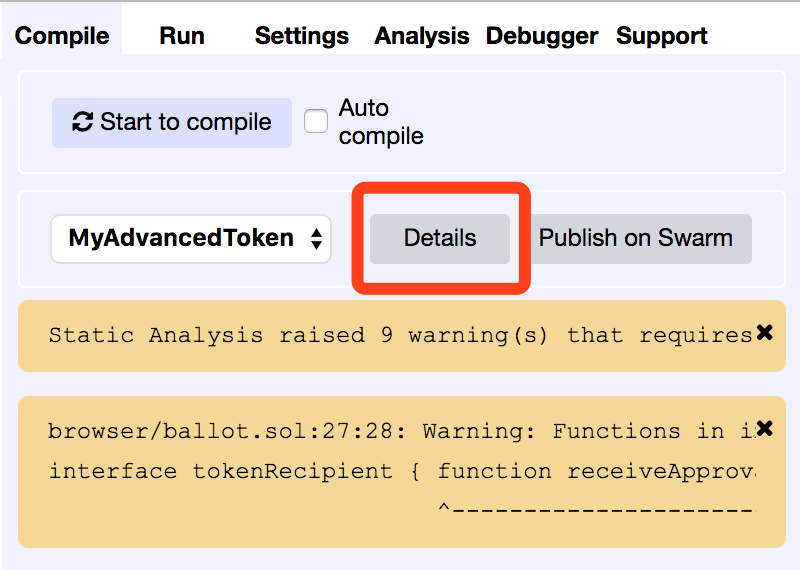 Compile Run Settings Analysis Debugger Support
Start to compile
Auto
compile
MyAdvancedToken
Details
Publish on Swarm
Static Analysis raised 9 warning(s) that requires
browser/ballot.sol:27:28: Warning: Functions in
interface tokenRecipient { function
^---------------------